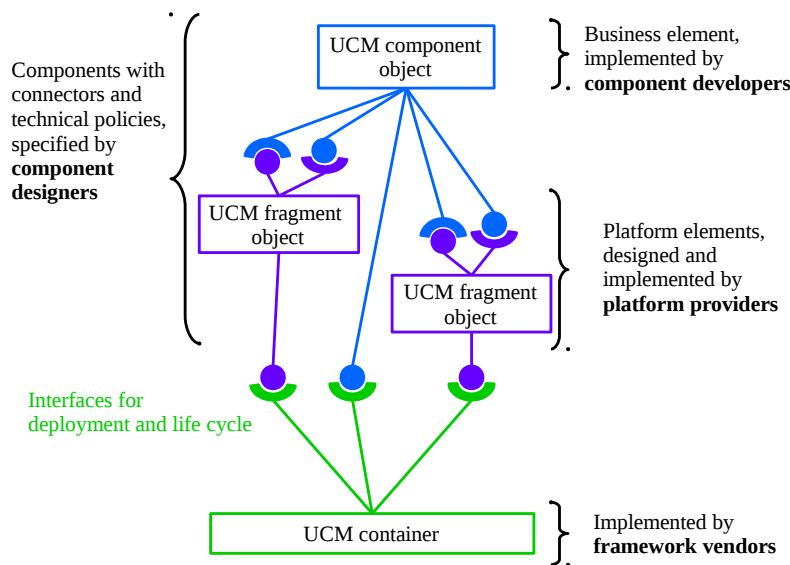 UCM component
object
Business element,
implemented by
component developers
Components with
connectors and
technical policies,
specified by
component
designers
UCM fragment
object
Platform elements,
designed and
implemented by
platform providers
UCM fragment
object
Interfaces for
deployment and life cycle
UCM container
Implemented by
framework vendors